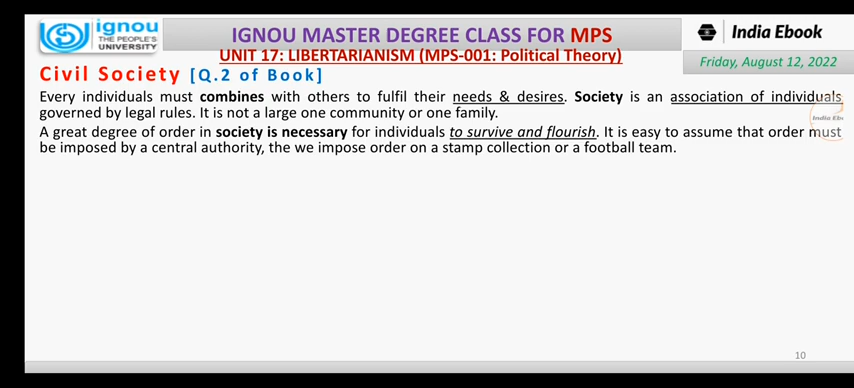 ignou
THE PEOPLE'S
UNIVERSITY
IGNOU MASTER DEGREE CLASS FOR MPS
India Ebook
UNIT 17: LIBERTARIANISM (MPS-001: Political Theory)
Friday, August 12, 2022
Civil Society [Q.2 of Book]
Every individuals must combines with others to fulfil their needs & desires. Society is an association of individuals
governed by legal rules. It is not a large one community or one family.
India Eb
A great degree of order in society is necessary for individuals to survive and flourish. It is easy to assume that order must
be imposed by a central authority, the we impose order on a stamp collection or a football team.
10